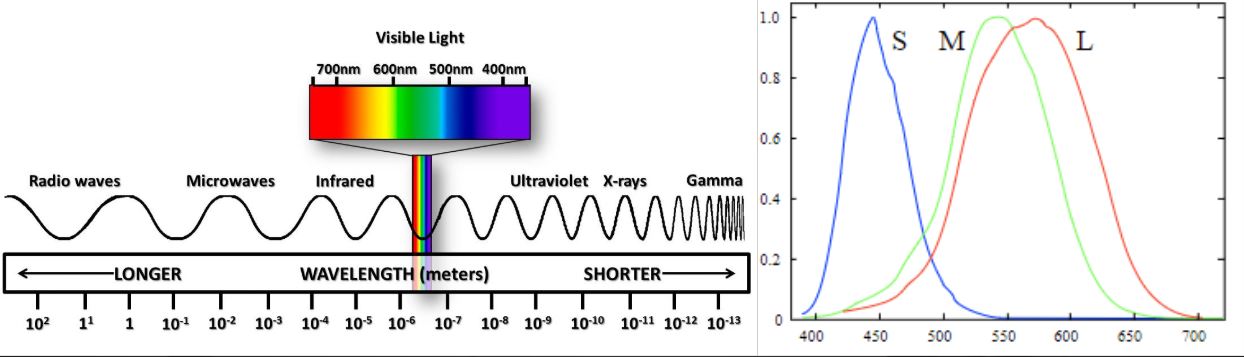 Visible Light
700nm 600nm 500nm 400nm
Radio waves Microwaves Infrared Ultraviolet X-rays Gamma
LONGER WAVELENGTH (meters) SHORTER
10² 1¹ 1 10⁻¹ 10⁻² 10⁻³ 10⁻⁴ 10⁻⁵ 10⁻⁶ 10⁻⁷ 10⁻⁸ 10⁻⁹ 10⁻¹⁰ 10⁻¹¹ 10⁻¹² 10⁻¹³
S M L
1.0
0.8
0.6
0.4
0.2
0
400 450 500 550 600 650 700